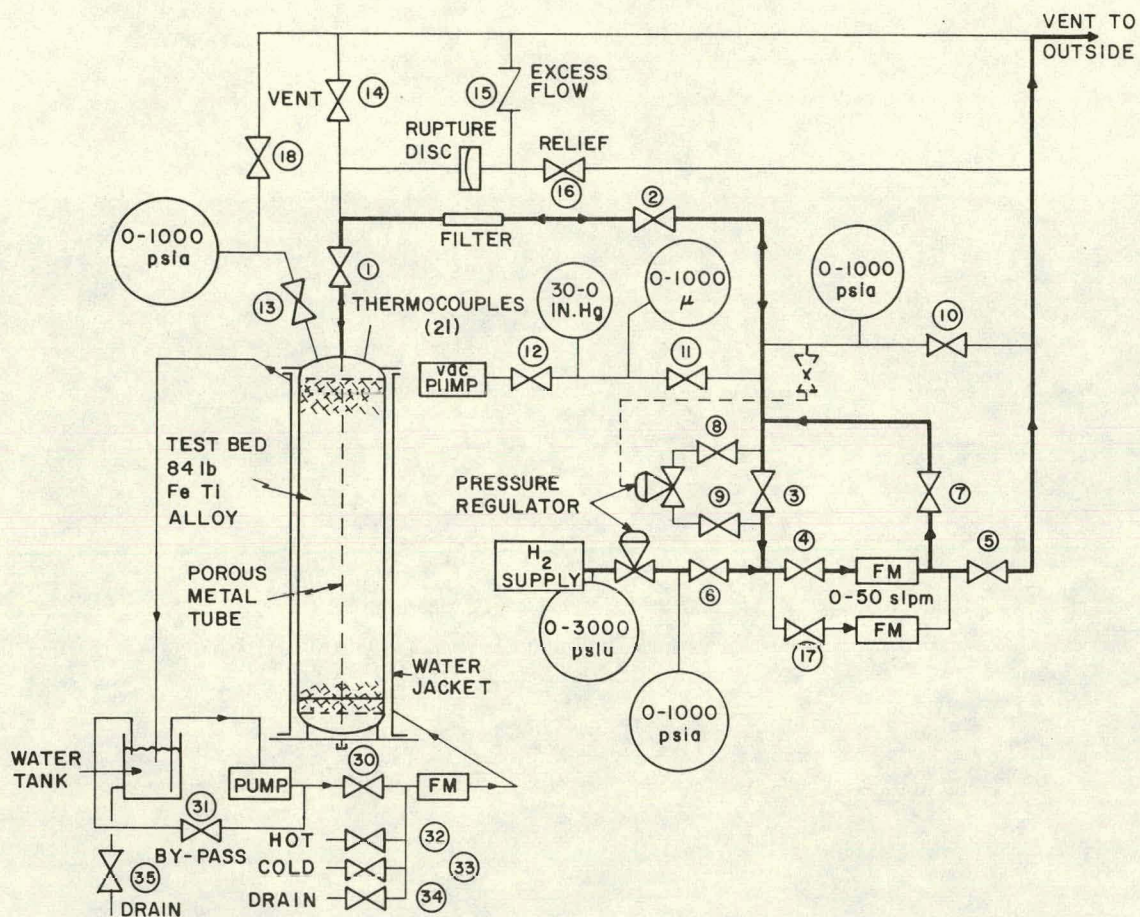 VENT TO
OUTSIDE
EXCESS
FLOW
15
VENT
14
RUPTURE
DISC
RELIEF
16
18
2
0-1000
psia
FILTER
1
13
THERMOCOUPLES
(21)
30-0
IN.Hg
0-1000
μ
0-1000
psia
10
vac
PUMP
12
11
TEST BED
84 lb
Fe Ti
ALLOY
8
PRESSURE
REGULATOR
9
3
7
H2
SUPPLY
6
4
FM
0-50 slpm
5
17
FM
0-3000
0-1000
psia
POROUS
METAL
TUBE
WATER
JACKET
WATER
TANK
PUMP
30
FM
31
BY-PASS
HOT
32
COLD
33
DRAIN
34
35
DRAIN